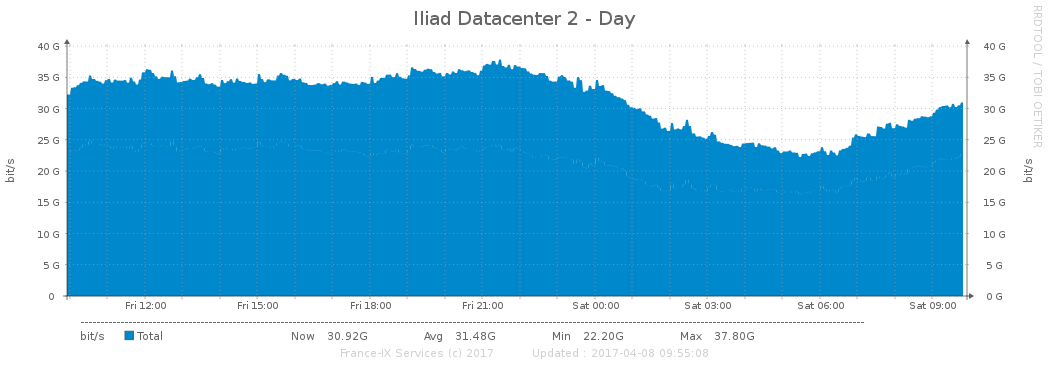 Iliad Datacenter 2 - Day
RRDTOOL / TOBI OETIKER
bit/s
40 G
35 G
30 G
25 G
20 G
15 G
10 G
5 G
0
40 G
35 G
30 G
25 G
20 G
15 G
10 G
5 G
0 G
bit/s
Fri 12:00 Fri 15:00 Fri 18:00 Fri 21:00 Sat 00:00 Sat 03:00 Sat 06:00 Sat 09:00
bit/s Total Now 30.92G Avg 31.48G Min 22.20G Max 37.80G
France-IX Services (c) 2017 Updated : 2017-04-08 09:55:08